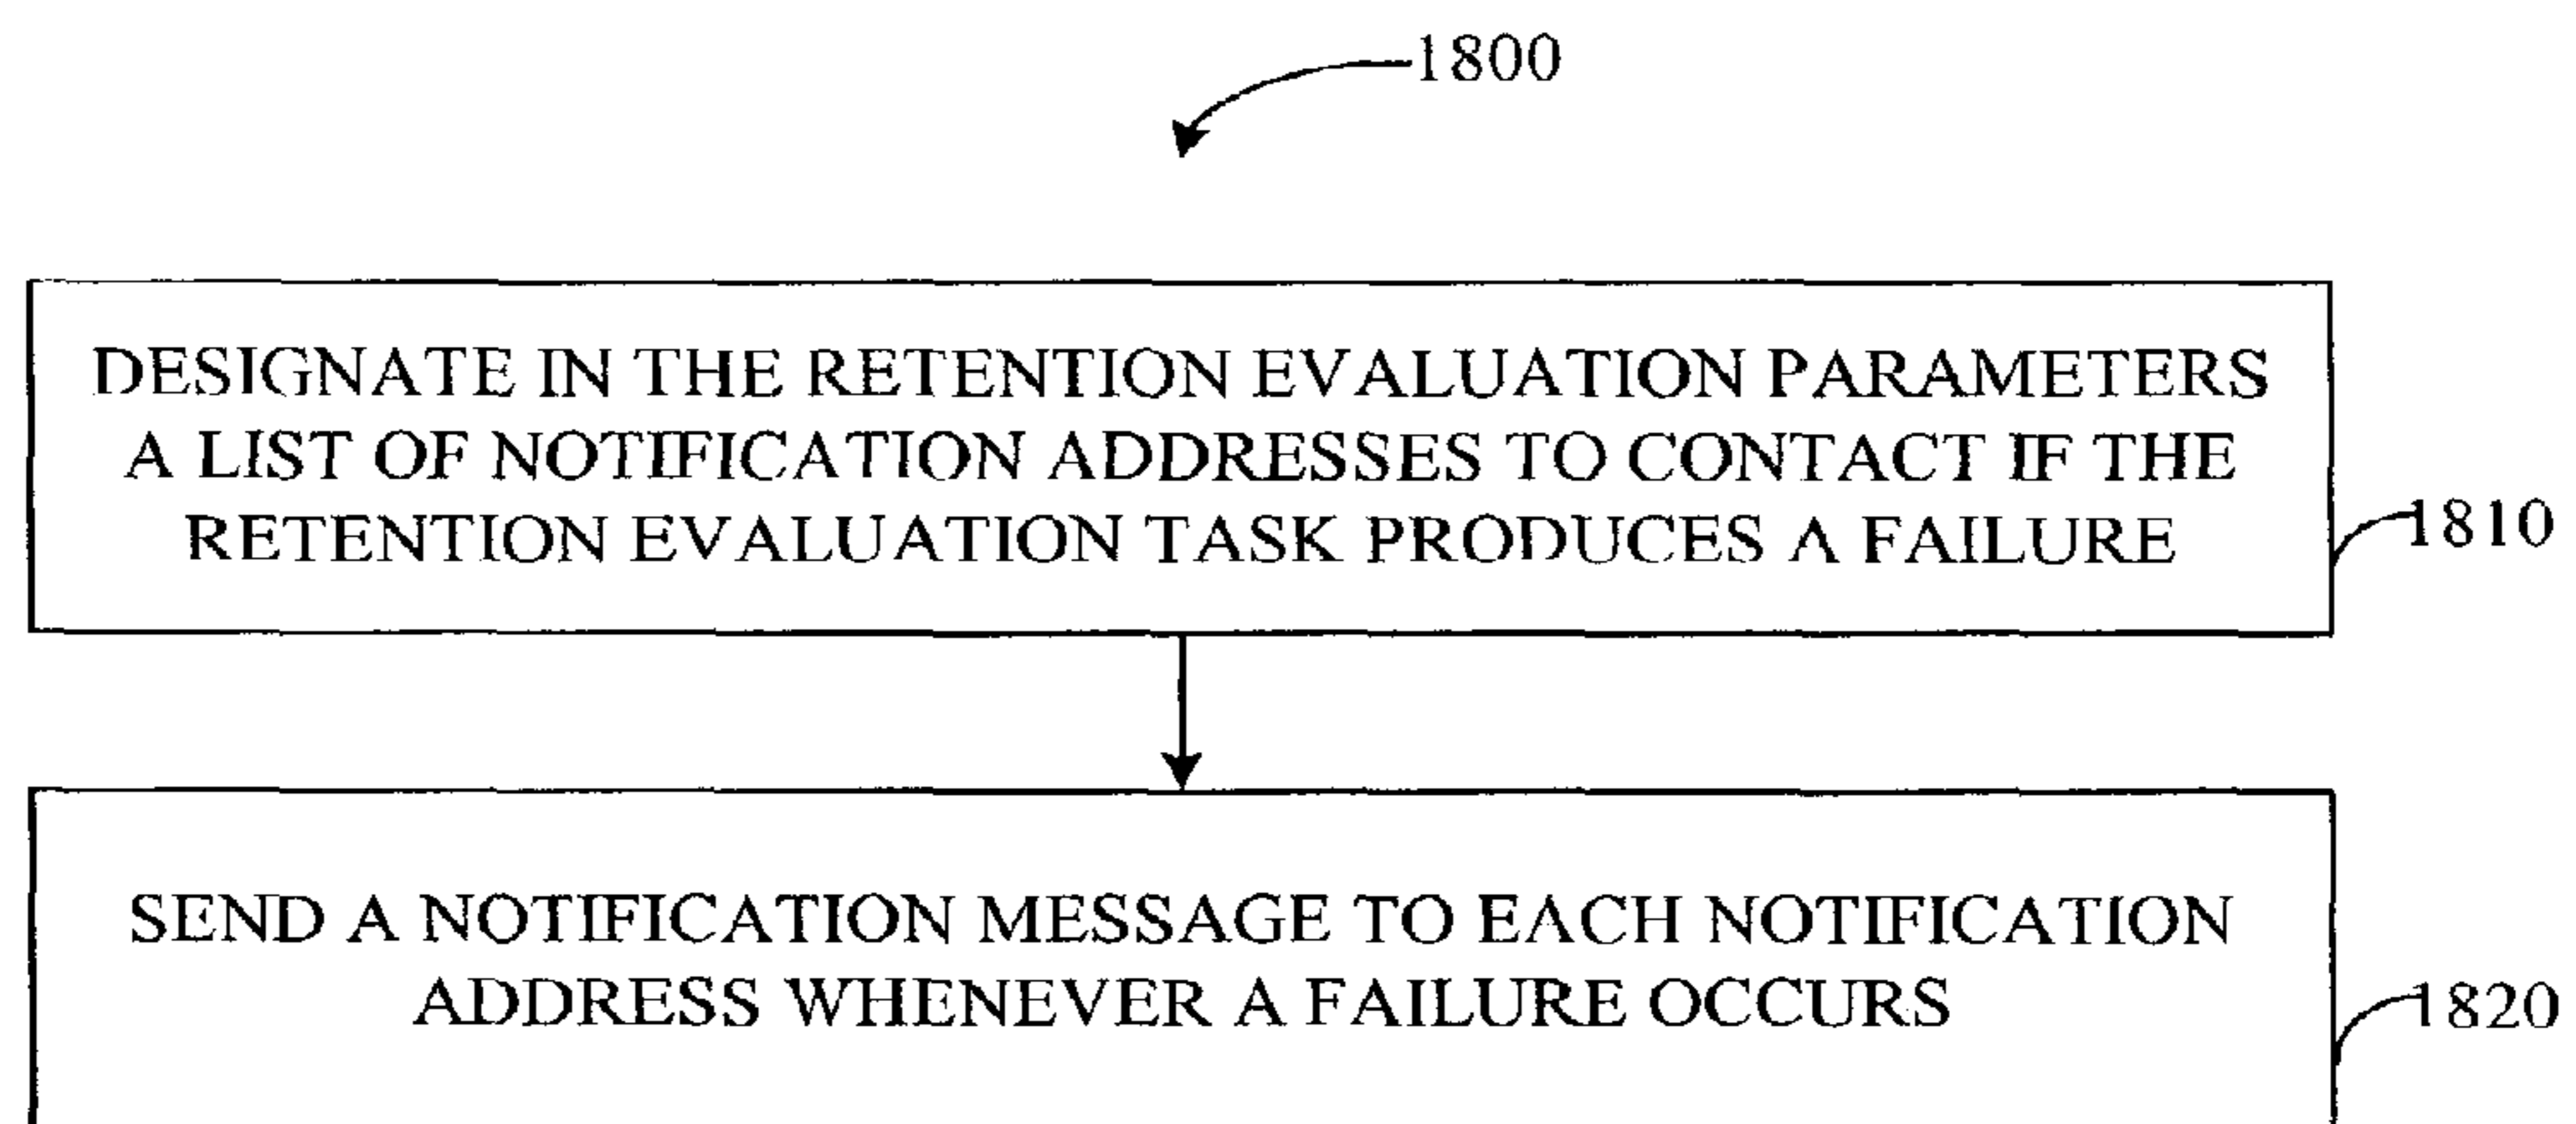 1800
DESIGNATE IN THE RETENTION EVALUATION PARAMETERS
A LIST OF NOTIFICATION ADDRESSES TO CONTACT IF THE
RETENTION EVALUATION TASK PRODUCES A FAILURE
1810
SEND A NOTIFICATION MESSAGE TO EACH NOTIFICATION
ADDRESS WHENEVER A FAILURE OCCURS
1820